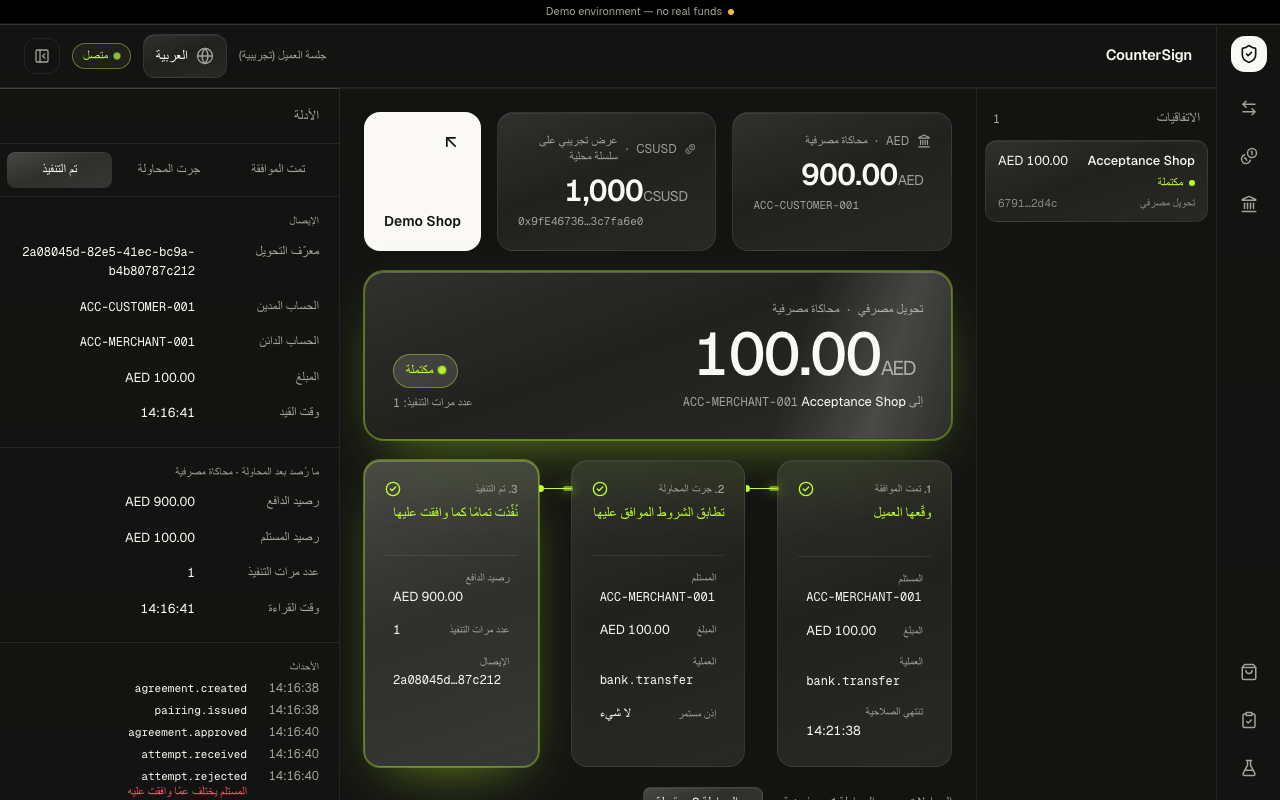 Demo environment — no real funds
CounterSign
جلسة العميل (تجريبية)
العربية
متصل
الاتفاقيات
1
Acceptance Shop
AED 100.00
مكتملة
تحويل مصرفي
6791…2d4c
AED · محاكاة مصرفية
900.00AED
ACC-CUSTOMER-001
CSUSD · عرض تجريبي على
سلسلة محلية
1,000CSUSD
0x9fE46736…3c7fa6e0
Demo Shop
تحويل مصرفي · محاكاة مصرفية
100.00AED
إلى Acceptance Shop ACC-MERCHANT-001
مكتملة
عدد مرات التنفيذ: 1
1. تمت الموافقة
وقّعها العميل
المستلم
ACC-MERCHANT-001
المبلغ
AED 100.00
العملية
bank.transfer
تنتهي الصلاحية
14:21:38
2. جرت المحاولة
تطابق الشروط الموافق عليها
المستلم
ACC-MERCHANT-001
المبلغ
AED 100.00
العملية
bank.transfer
إذن مستمر
لا شيء
3. تم التنفيذ
نُفِّذت تمامًا كما وافقت عليها
رصيد الدافع
AED 900.00
عدد مرات التنفيذ
1
الإيصال
2a08045d…87c212
الأدلة
تمت الموافقة
جرت المحاولة
تم التنفيذ
الإيصال
معرّف التحويل
2a08045d-82e5-41ec-bc9a-
b4b80787c212
الحساب المدين
ACC-CUSTOMER-001
الحساب الدائن
ACC-MERCHANT-001
المبلغ
AED 100.00
وقت القيد
14:16:41
ما رُصد بعد المحاولة · محاكاة مصرفية
رصيد الدافع
AED 900.00
رصيد المستلم
AED 100.00
عدد مرات التنفيذ
1
وقت القراءة
14:16:41
الأحداث
14:16:38 agreement.created
14:16:38 pairing.issued
14:16:40 agreement.approved
14:16:40 attempt.received
14:16:40 attempt.rejected
المستلم يختلف عمّا وافقت عليه